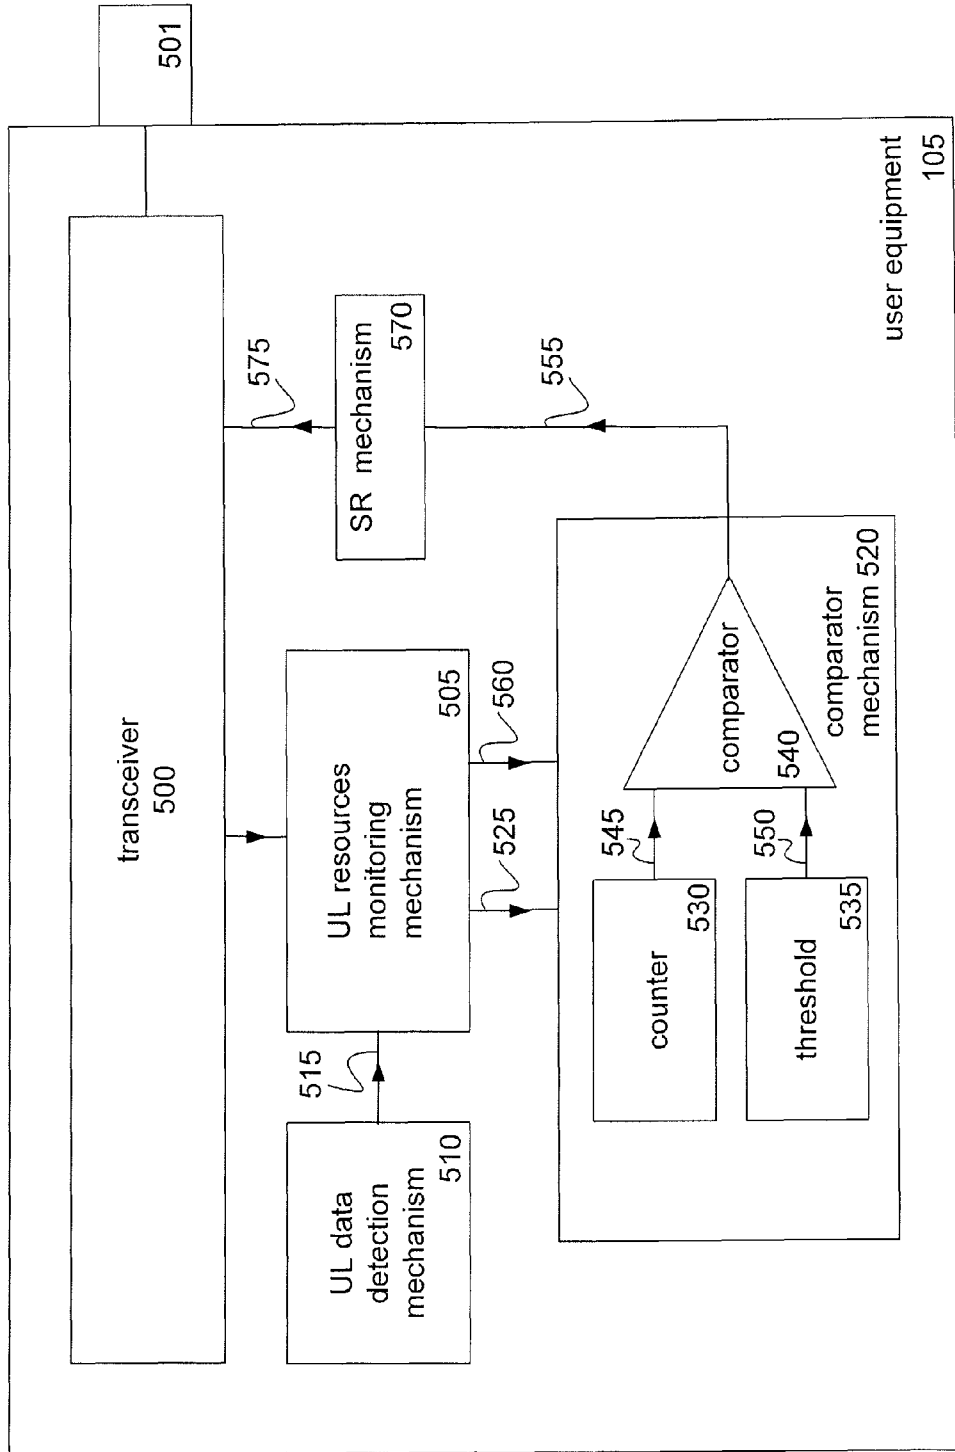 501
transceiver
500
575
SR mechanism
570
555
user equipment
105
UL resources
monitoring
mechanism
505
515
UL data
detection
mechanism
510
525
560
counter
530
545
threshold
535
550
comparator
540
comparator
mechanism 520